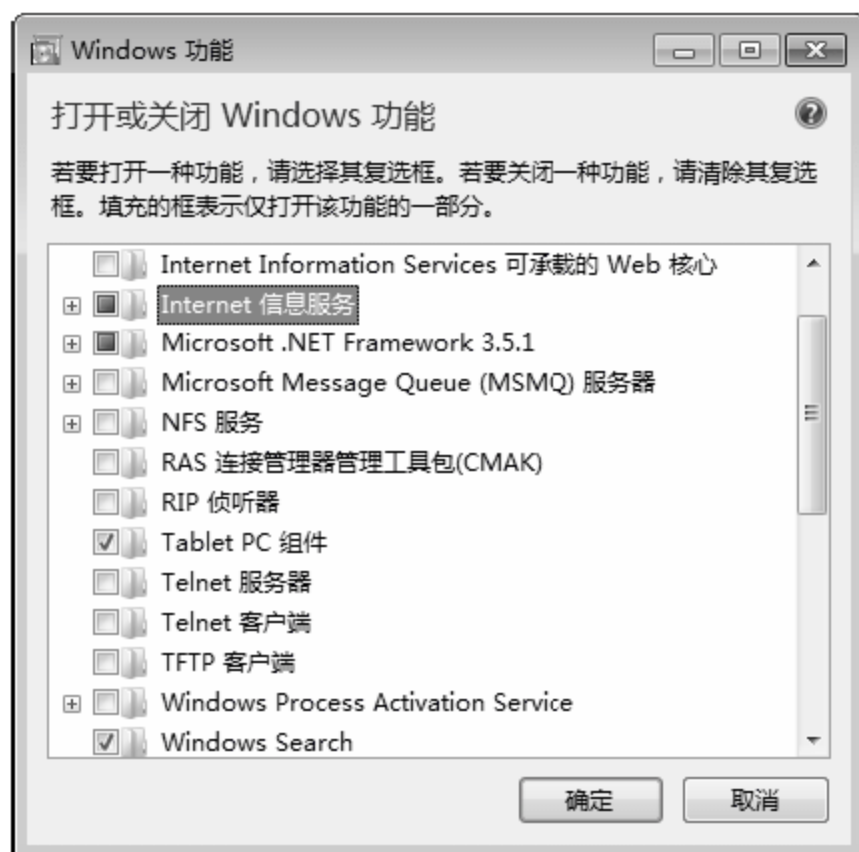 Windows 功能
打开或关闭 Windows 功能
若要打开一种功能，请选择其复选框。若要关闭一种功能，请清除其复选
框。填充的框表示仅打开该功能的一部分。
Internet Information Services 可承载的 Web 核心
Internet 信息服务
Microsoft .NET Framework 3.5.1
Microsoft Message Queue (MSMQ) 服务器
NFS 服务
RAS 连接管理器管理工具包(CMAK)
RIP 侦听器
Tablet PC 组件
Telnet 服务器
Telnet 客户端
TFTP 客户端
Windows Process Activation Service
Windows Search
确定 取消